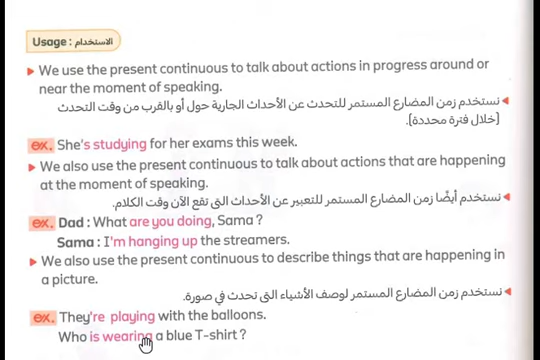 Usage : الاستخدام
We use the present continuous to talk about actions in progress around or
near the moment of speaking.
نستخدم زمن المضارع المستمر للتحدث عن الأحداث الجارية حول أو بالقرب من وقت التحدث
[خلال فترة محددة].
ex. She's studying for her exams this week.
We also use the present continuous to talk about actions that are happening
at the moment of speaking.
نستخدم أيضًا زمن المضارع المستمر للتعبير عن الأحداث التى تقع الآن وقت الكلام.
ex. Dad : What are you doing, Sama ?
Sama : I'm hanging up the streamers.
We also use the present continuous to describe things that are happening in
a picture.
نستخدم زمن المضارع المستمر لوصف الأشياء التى تحدث في صورة.
ex. They're playing with the balloons.
Who is wearing a blue T-shirt ?